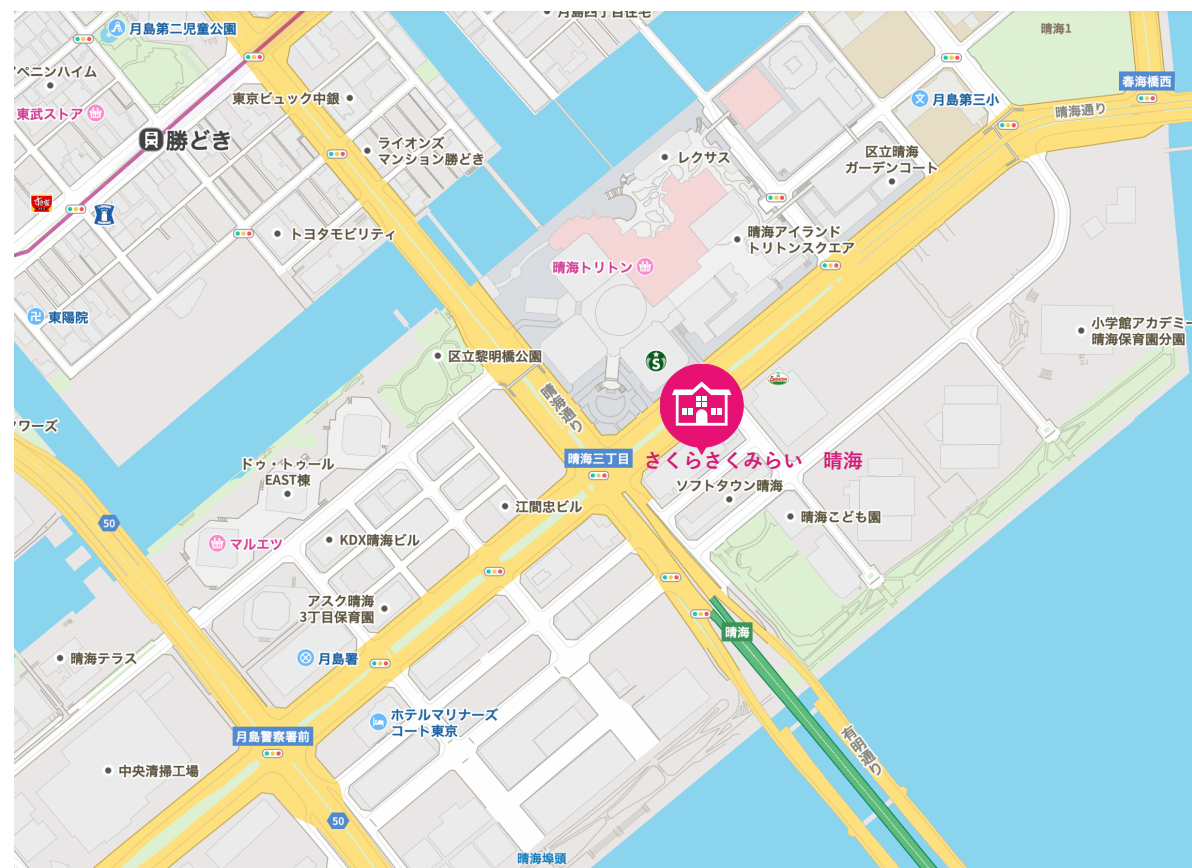 月島四丁目住宅
月島第二児童公園
晴海1
ペニンハイム
春海橋西
東京ビュック中銀
月島第三小
東武ストア
晴海通り
勝どき
ライオンズ
マンション勝どき
レクサス
区立晴海
ガーデンコート
すき家
トヨタモビリティ
晴海アイランド
トリトンスクエア
晴海トリトン
東陽院
小学館アカデミー
晴海保育園分園
区立黎明橋公園
S
晴海通り
ワーズ
晴海三丁目
さくらさくみらい 晴海
ドゥ・トゥール
EAST棟
ソフトタウン晴海
江間忠ビル
晴海こども園
50
マルエツ
KDX晴海ビル
アスク晴海
3丁目保育園
晴海
晴海テラス
月島署
ホテルマリナーズ
コート東京
月島警察署前
有明通り
中央清掃工場
50
晴海埠頭